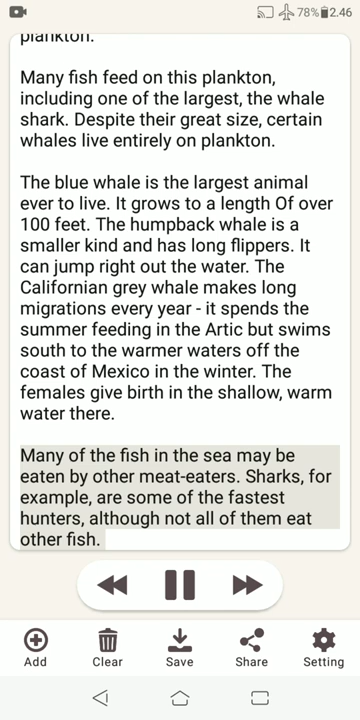 78% 2.46
plankton.
Many fish feed on this plankton,
including one of the largest, the whale
shark. Despite their great size, certain
whales live entirely on plankton.
The blue whale is the largest animal
ever to live. It grows to a length Of over
100 feet. The humpback whale is a
smaller kind and has long flippers. It
can jump right out the water. The
Californian grey whale makes long
migrations every year - it spends the
summer feeding in the Artic but swims
south to the warmer waters off the
coast of Mexico in the winter. The
females give birth in the shallow, warm
water there.
Many of the fish in the sea may be
eaten by other meat-eaters. Sharks, for
example, are some of the fastest
hunters, although not all of them eat
other fish.
Add Clear Save Share Setting